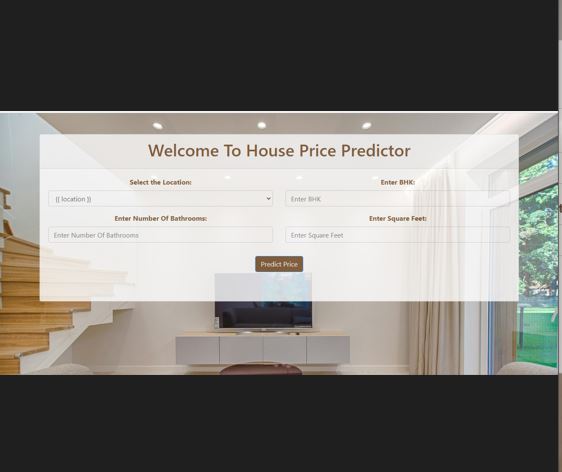 Welcome To House Price Predictor
Select the Location:
Enter BHK:
{{ location }}
Enter BHK
Enter Number Of Bathrooms:
Enter Square Feet:
Enter Number Of Bathrooms
Enter Square Feet
Predict Price